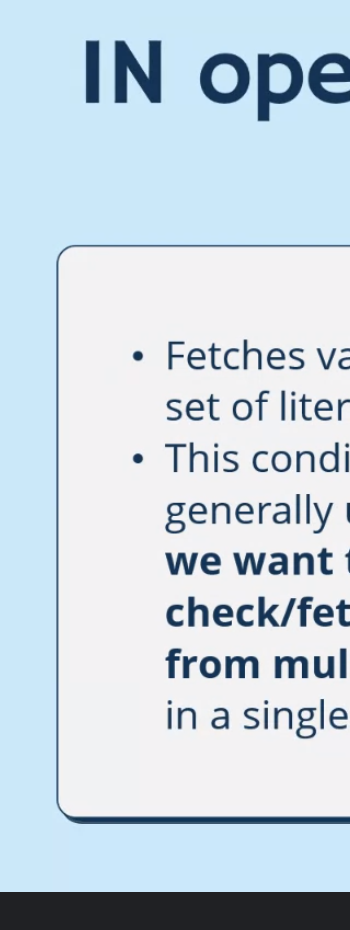 IN ope
• Fetches va
set of liter
• This condi
generally u
we want t
check/fet
from mul
in a single